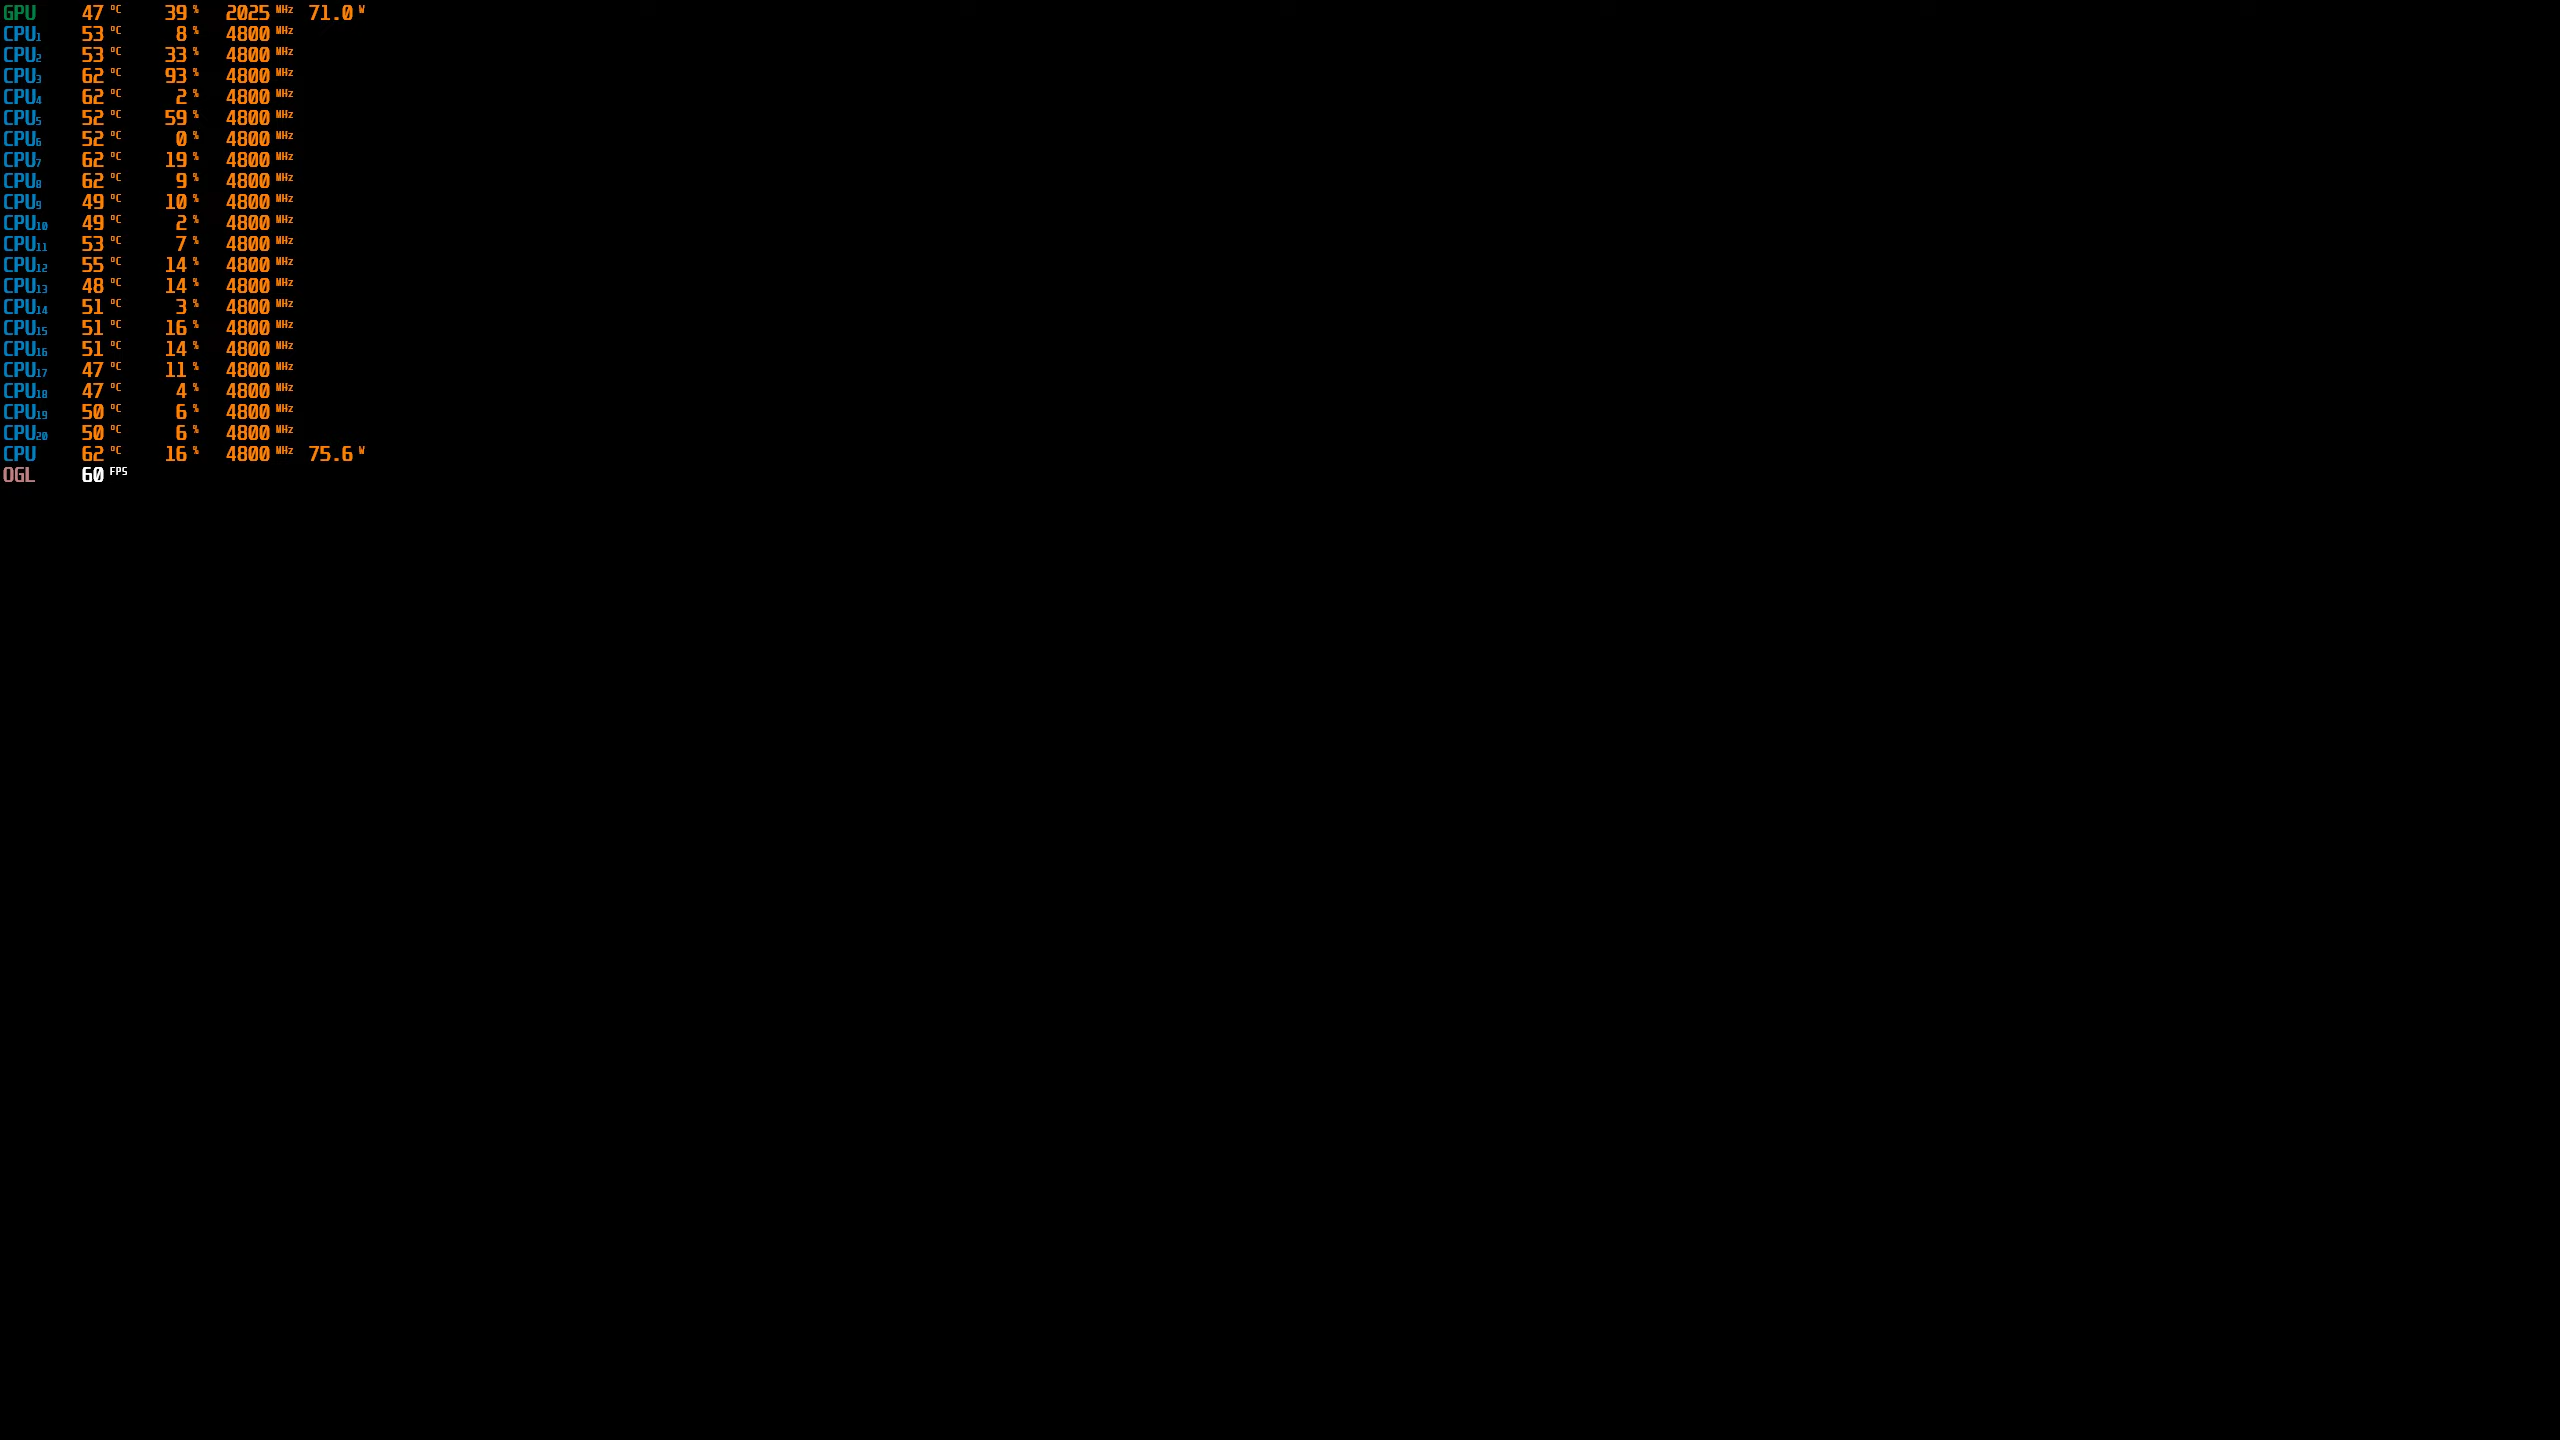 GPU 47 °C 39 % 2025 MHz 71.0 W
CPU1 53 °C 8 % 4800 MHz
CPU2 53 °C 33 % 4800 MHz
CPU3 62 °C 93 % 4800 MHz
CPU4 62 °C 2 % 4800 MHz
CPU5 52 °C 59 % 4800 MHz
CPU6 52 °C 0 % 4800 MHz
CPU7 62 °C 19 % 4800 MHz
CPU8 62 °C 9 % 4800 MHz
CPU9 49 °C 10 % 4800 MHz
CPU10 49 °C 2 % 4800 MHz
CPU11 53 °C 7 % 4800 MHz
CPU12 55 °C 14 % 4800 MHz
CPU13 48 °C 14 % 4800 MHz
CPU14 51 °C 3 % 4800 MHz
CPU15 51 °C 16 % 4800 MHz
CPU16 51 °C 14 % 4800 MHz
CPU17 47 °C 11 % 4800 MHz
CPU18 47 °C 4 % 4800 MHz
CPU19 50 °C 6 % 4800 MHz
CPU20 50 °C 6 % 4800 MHz
CPU 62 °C 16 % 4800 MHz 75.6 W
OGL 60 FPS